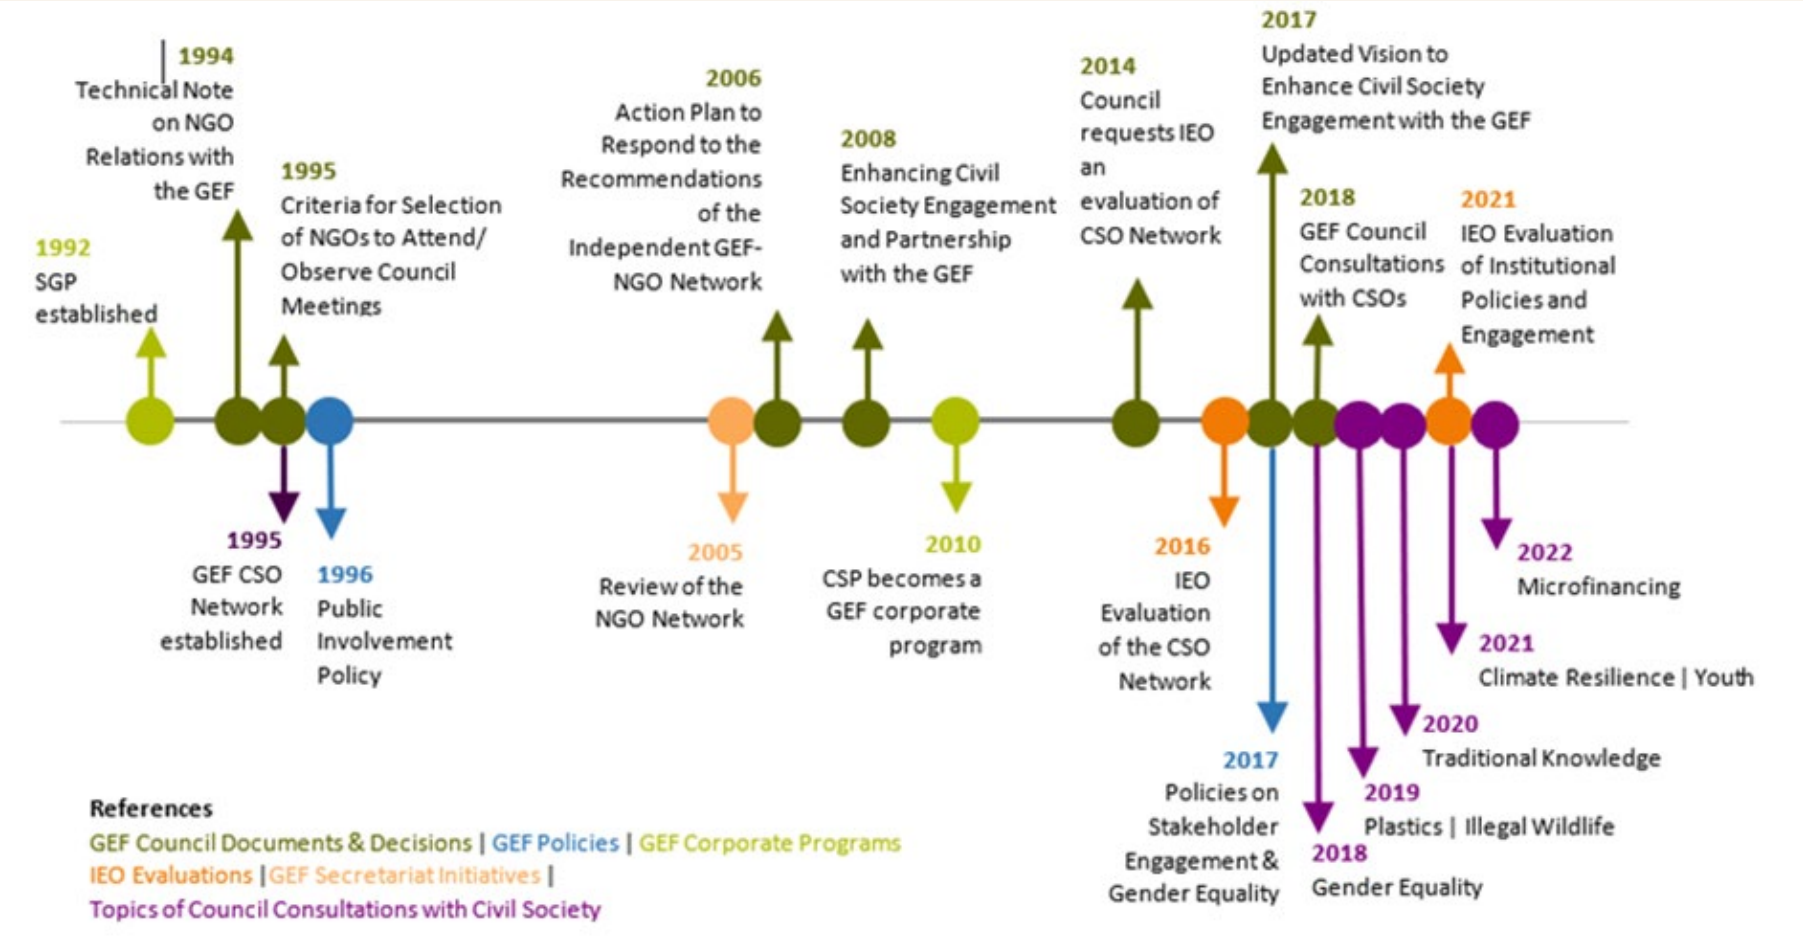 1994
Technical Note
on NGO
Relations with
the GEF
1992
SGP
established
1995
Criteria for Selection
of NGOs to Attend/
Observe Council
Meetings
2006
Action Plan to
Respond to the
Recommendations
of the
Independent GEF-
NGO Network
2008
Enhancing Civil
Society Engagement
and Partnership
with the GEF
2014
Council
requests IEO
an
evaluation of
CSO Network
2017
Updated Vision to
Enhance Civil Society
Engagement with the GEF
2018
GEF Council
Consultations
with CSOs
2021
IEO Evaluation
of Institutional
Policies and
Engagement
1995
GEF CSO
Network
established
1996
Public
Involvement
Policy
2005
Review of the
NGO Network
2010
CSP becomes a
GEF corporate
program
2016
IEO
Evaluation
of the CSO
Network
2017
Policies on
Stakeholder
Engagement &
Gender Equality
2018
Gender Equality
2019
Plastics | Illegal Wildlife
2020
Traditional Knowledge
2021
Climate Resilience | Youth
2022
Microfinancing
References
GEF Council Documents & Decisions | GEF Policies | GEF Corporate Programs
IEO Evaluations | GEF Secretariat Initiatives |
Topics of Council Consultations with Civil Society